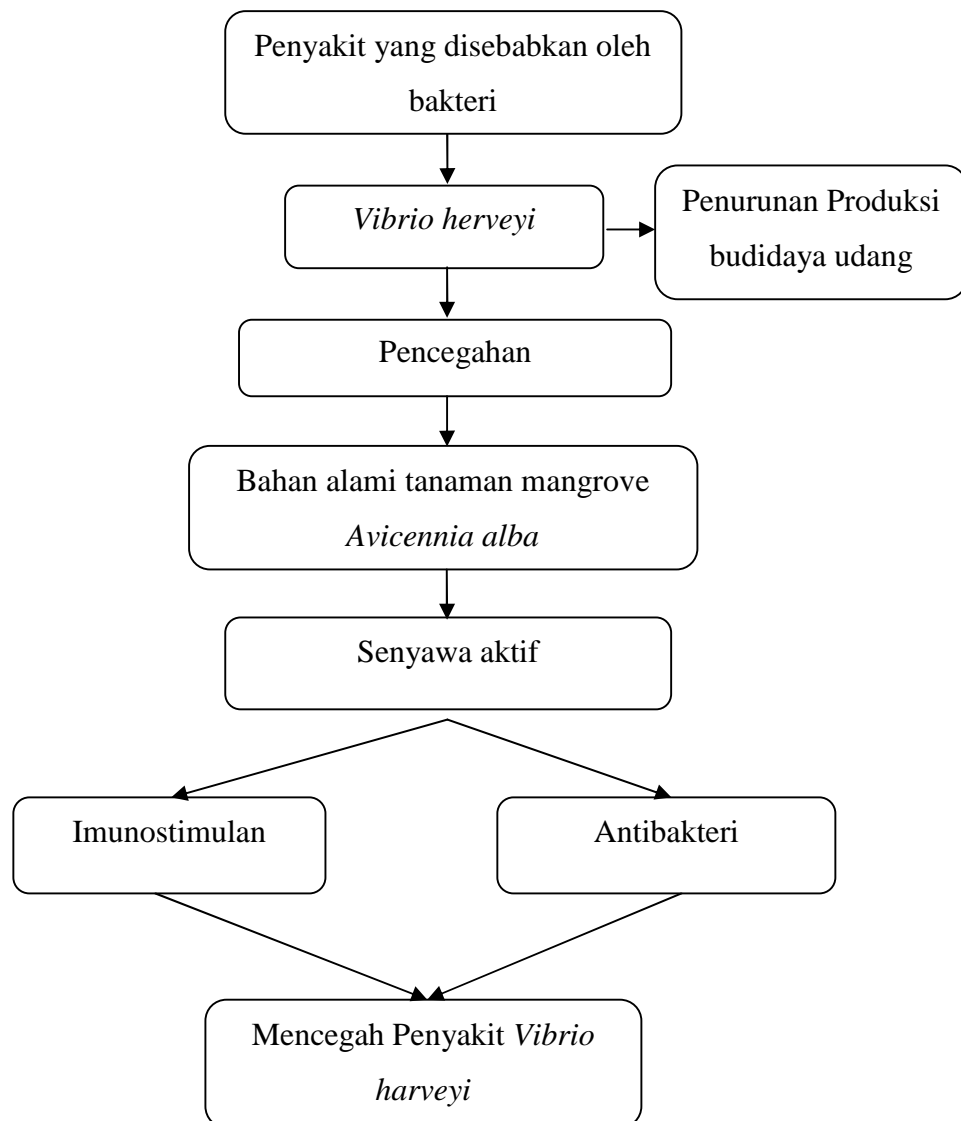 Penyakit yang disebabkan oleh
bakteri
Vibrio herveyi
Penurunan Produksi
budidaya udang
Pencegahan
Bahan alami tanaman mangrove
Avicennia alba
Senyawa aktif
Imunostimulan
Antibakteri
Mencegah Penyakit Vibrio
harveyi